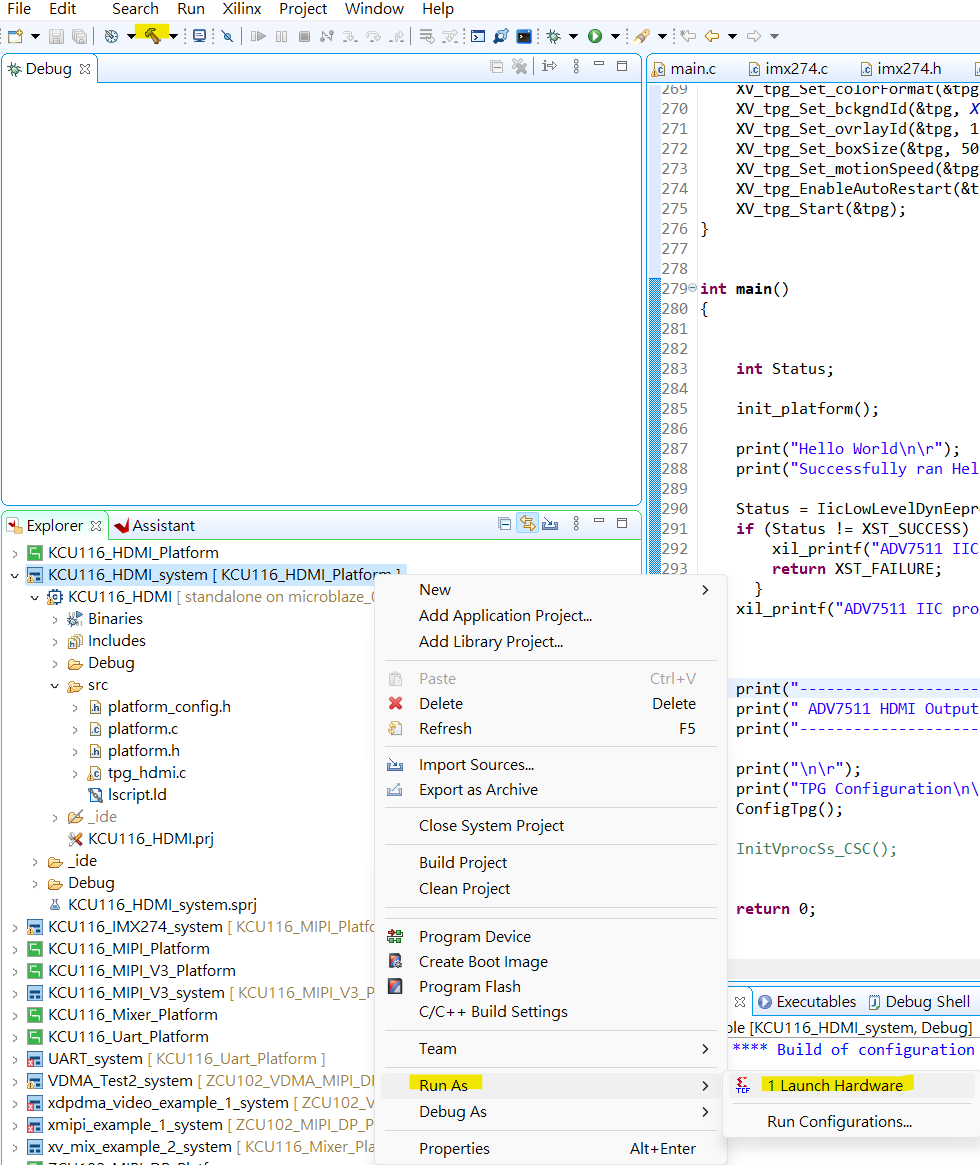 File Edit Search Run Xilinx Project Window Help
Debug
main.c imx274.c imx274.h
269 XV_tpg_Set_colorFormat(&tpg
270 XV_tpg_Set_bckgndId(&tpg, X
271 XV_tpg_Set_ovrlayId(&tpg, 1
272 XV_tpg_Set_boxSize(&tpg, 50
273 XV_tpg_Set_motionSpeed(&tpg
274 XV_tpg_EnableAutoRestart(&t
275 XV_tpg_Start(&tpg);
276 }
277
278
279 int main()
280 {
281
282
283 int Status;
284
285 init_platform();
286
287 print("Hello World\n\r");
288 print("Successfully ran Hel
289
290 Status = IicLowLevelDynEepr
291 if (Status != XST_SUCCESS)
292 xil_printf("ADV7511 IIC
293 return XST_FAILURE;
}
xil_printf("ADV7511 IIC pro
print("--------------------
print(" ADV7511 HDMI Output
print("--------------------
print("\n\r");
print("TPG Configuration\n\
ConfigTpg();
InitVprocSs_CSC();
return 0;
Explorer Assistant
KCU116_HDMI_Platform
KCU116_HDMI_system [ KCU116_HDMI_Platform ]
KCU116_HDMI [ standalone on microblaze_
Binaries
Includes
Debug
src
platform_config.h
platform.c
platform.h
tpg_hdmi.c
lscript.ld
_ide
KCU116_HDMI.prj
_ide
Debug
KCU116_HDMI_system.sprj
KCU116_IMX274_system [ KCU116_MIPI_Platfo
KCU116_MIPI_Platform
KCU116_MIPI_V3_Platform
KCU116_MIPI_V3_system [ KCU116_MIPI_V3_P
KCU116_Mixer_Platform
KCU116_Uart_Platform
UART_system [ KCU116_Uart_Platform ]
VDMA_Test2_system [ ZCU102_VDMA_MIPI_DI
xdpdma_video_example_1_system [ ZCU102_V
xmipi_example_1_system [ ZCU102_MIPI_DP_P
xv_mix_example_2_system [ KCU116_Mixer_Pla
New
Add Application Project...
Add Library Project...
Paste Ctrl+V
Delete Delete
Refresh F5
Import Sources...
Export as Archive
Close System Project
Build Project
Clean Project
Program Device
Create Boot Image
Program Flash
C/C++ Build Settings
Team
Run As
Debug As
Properties Alt+Enter
1 Launch Hardware
Run Configurations...
Executables Debug Shell
ole [KCU116_HDMI_system, Debug]
**** Build of configuration